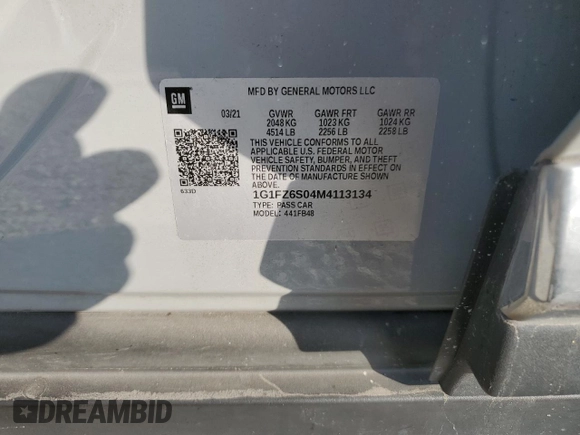 GM
MFD BY GENERAL MOTORS LLC
03/21 GVWR GAWR FRT GAWR RR
2048 KG 1023 KG 1024 KG
4514 LB 2256 LB 2258 LB
THIS VEHICLE CONFORMS TO ALL
APPLICABLE U.S. FEDERAL MOTOR
VEHICLE SAFETY, BUMPER, AND THEFT
PREVENTION STANDARDS IN EFFECT ON
THE DATE OF MANUFACTURE SHOWN
ABOVE.
633D
1G1FZ6S04M4113134
TYPE: PASS CAR
MODEL: 441FB48
DREAMBID